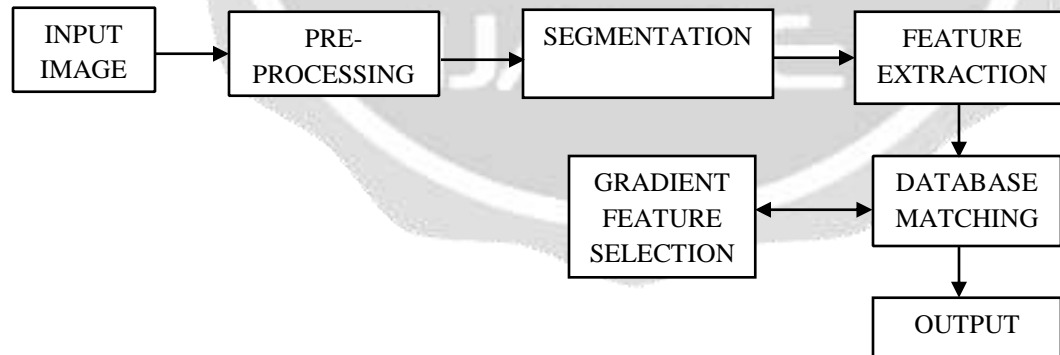 INPUT
IMAGE
PRE-
PROCESSING
SEGMENTATION
FEATURE
EXTRACTION
GRADIENT
FEATURE
SELECTION
DATABASE
MATCHING
OUTPUT